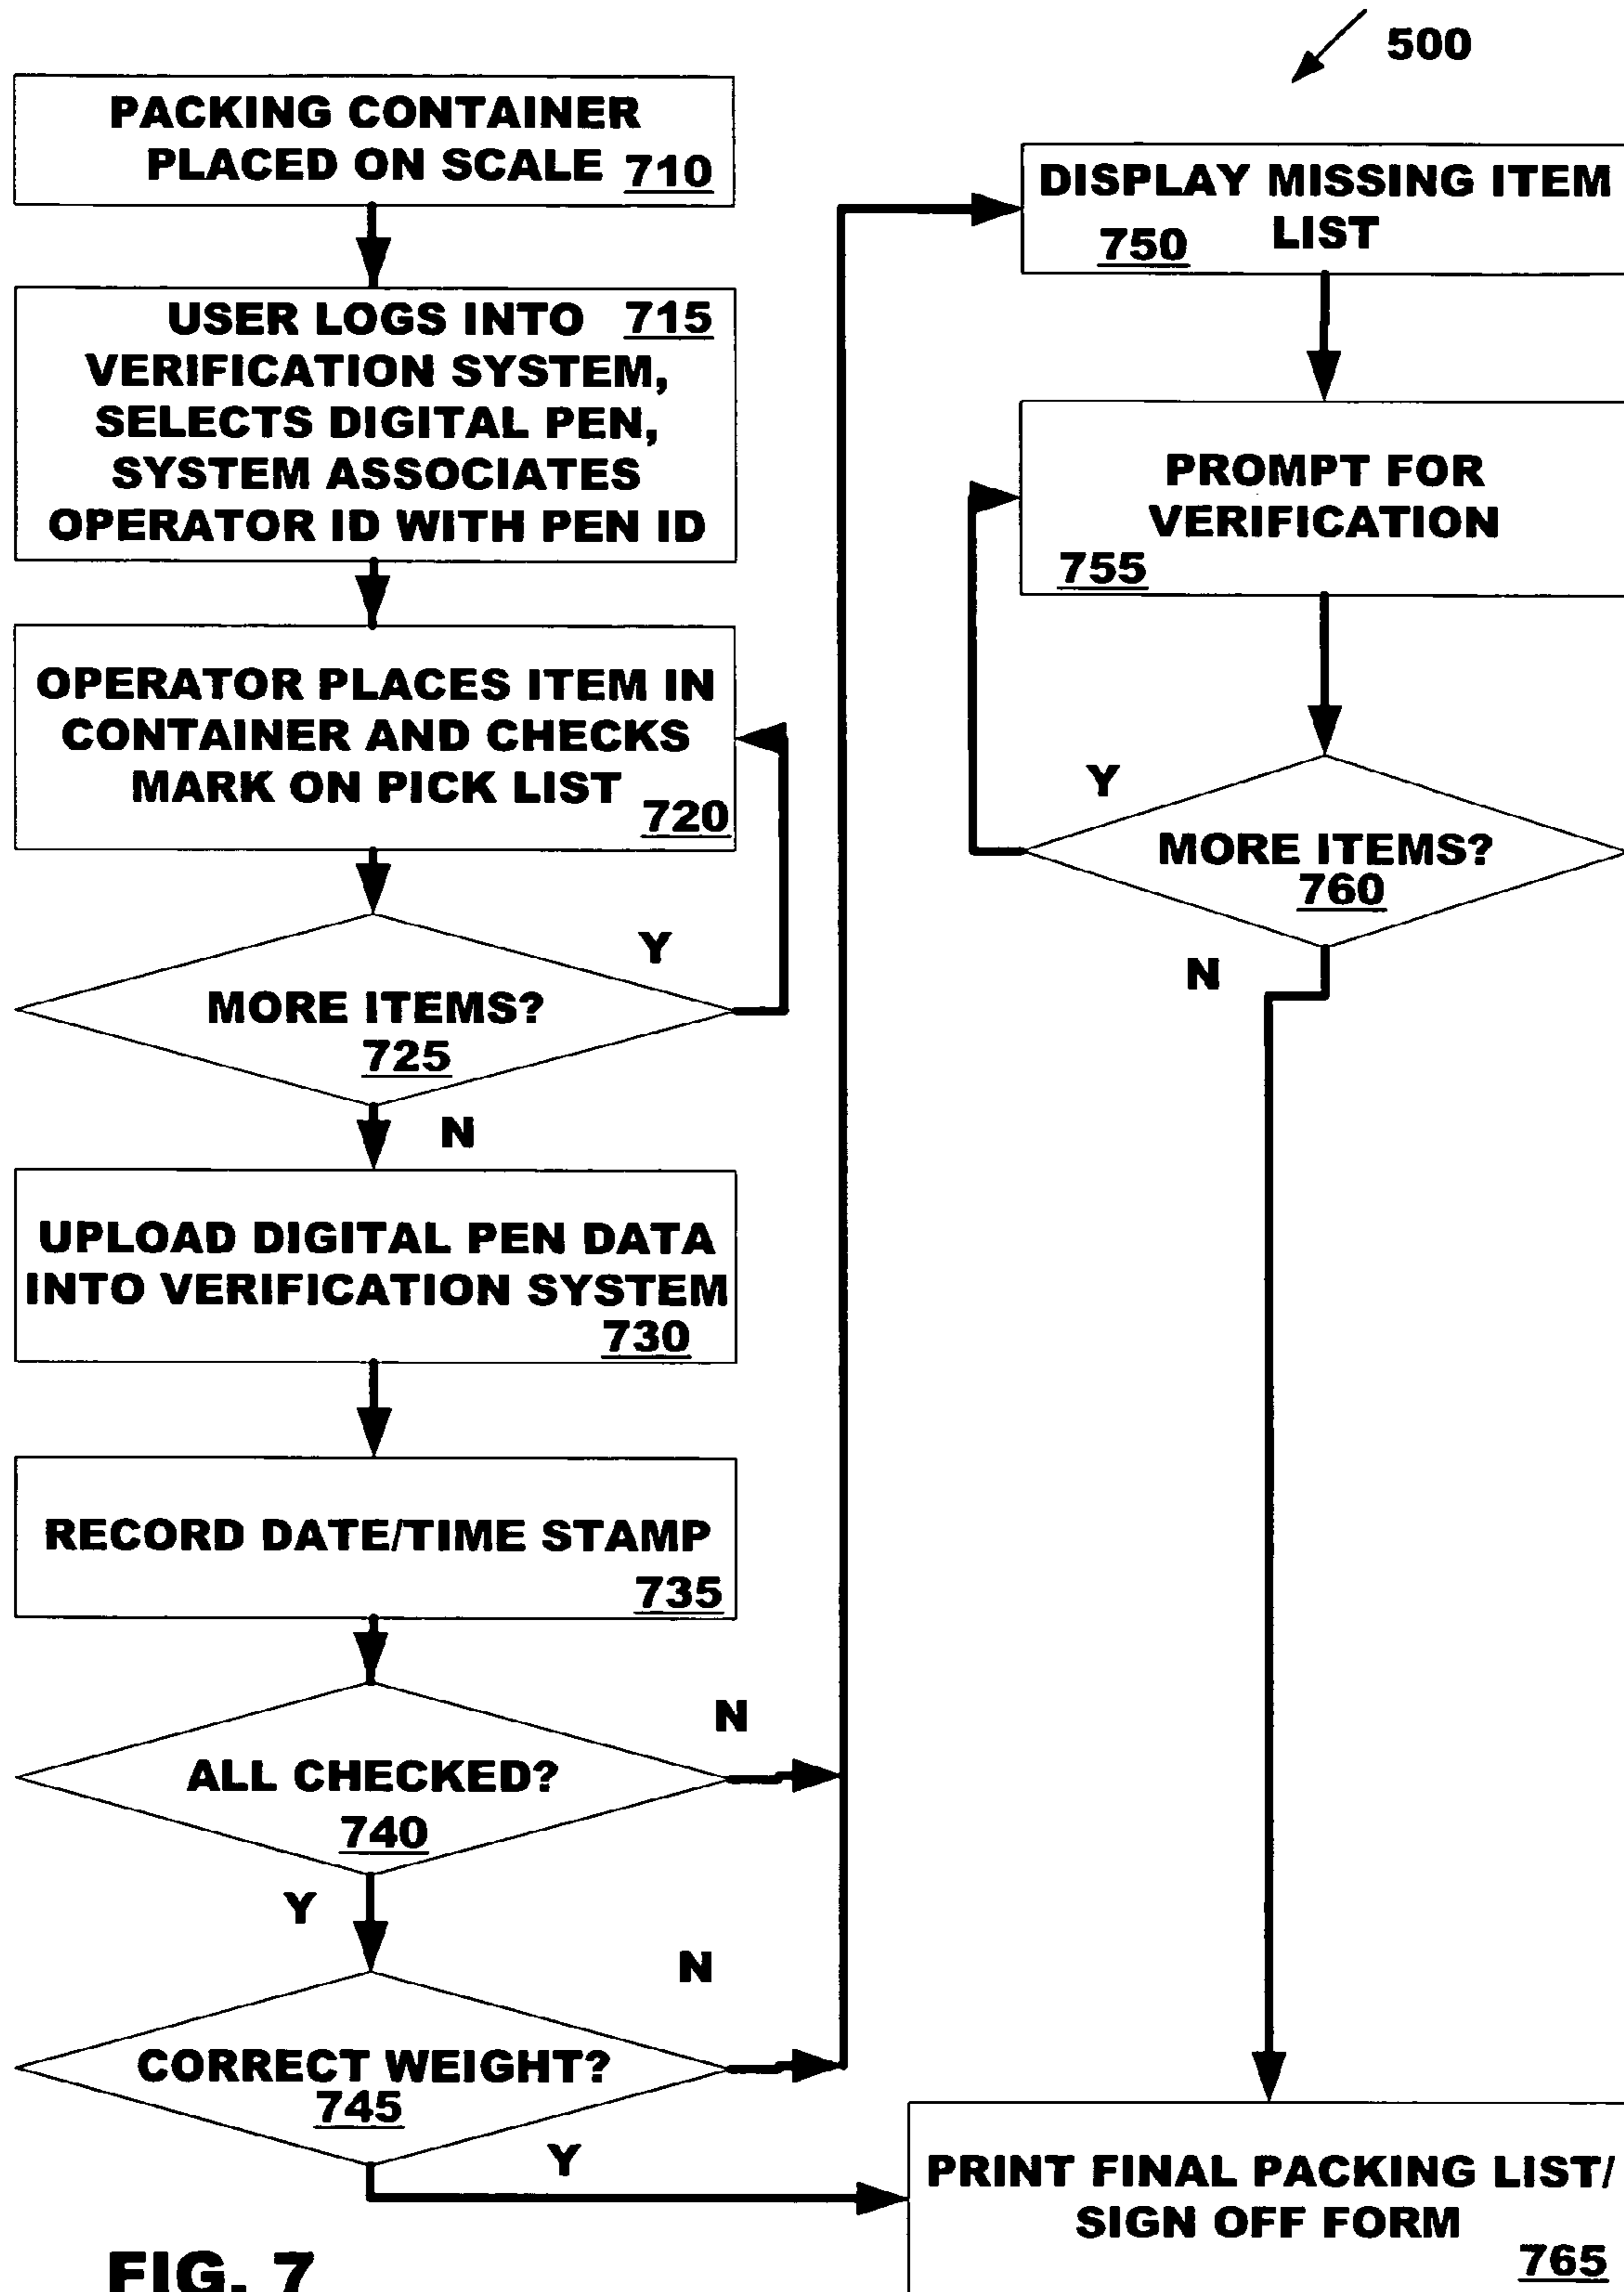 500
PACKING CONTAINER
PLACED ON SCALE 710
USER LOGS INTO 715
VERIFICATION SYSTEM,
SELECTS DIGITAL PEN,
SYSTEM ASSOCIATES
OPERATOR ID WITH PEN ID
OPERATOR PLACES ITEM IN
CONTAINER AND CHECKS
MARK ON PICK LIST
720
Y
MORE ITEMS?
725
N
UPLOAD DIGITAL PEN DATA
INTO VERIFICATION SYSTEM
730
RECORD DATE/TIME STAMP
735
N
ALL CHECKED?
740
Y
N
CORRECT WEIGHT?
745
Y
DISPLAY MISSING ITEM
750 LIST
PROMPT FOR
VERIFICATION
755
Y
MORE ITEMS?
760
N
PRINT FINAL PACKING LIST/
SIGN OFF FORM
765
FIG. 7